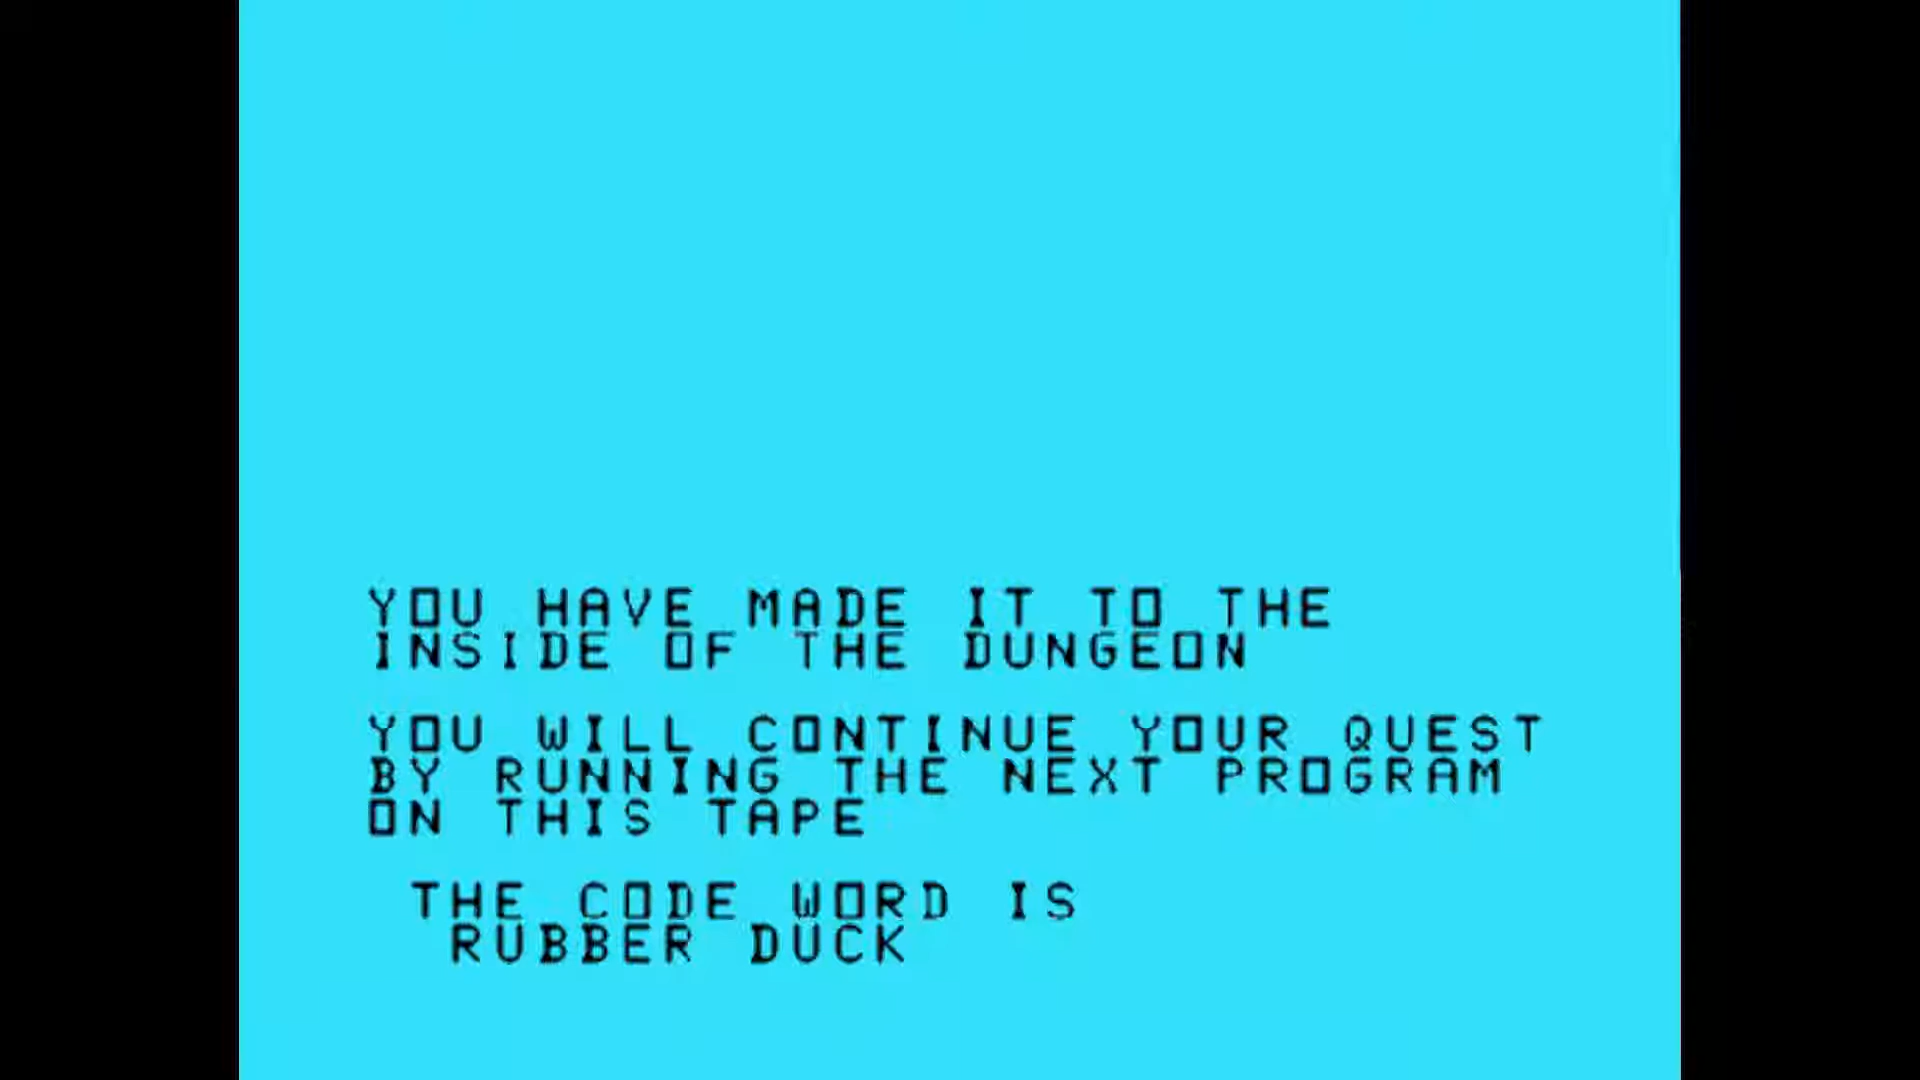 YOU HAVE MADE IT TO THE
INSIDE OF THE DUNGEON
YOU WILL CONTINUE YOUR QUEST
BY RUNNING THE NEXT PROGRAM
ON THIS TAPE
THE CODE WORD IS
RUBBER DUCK